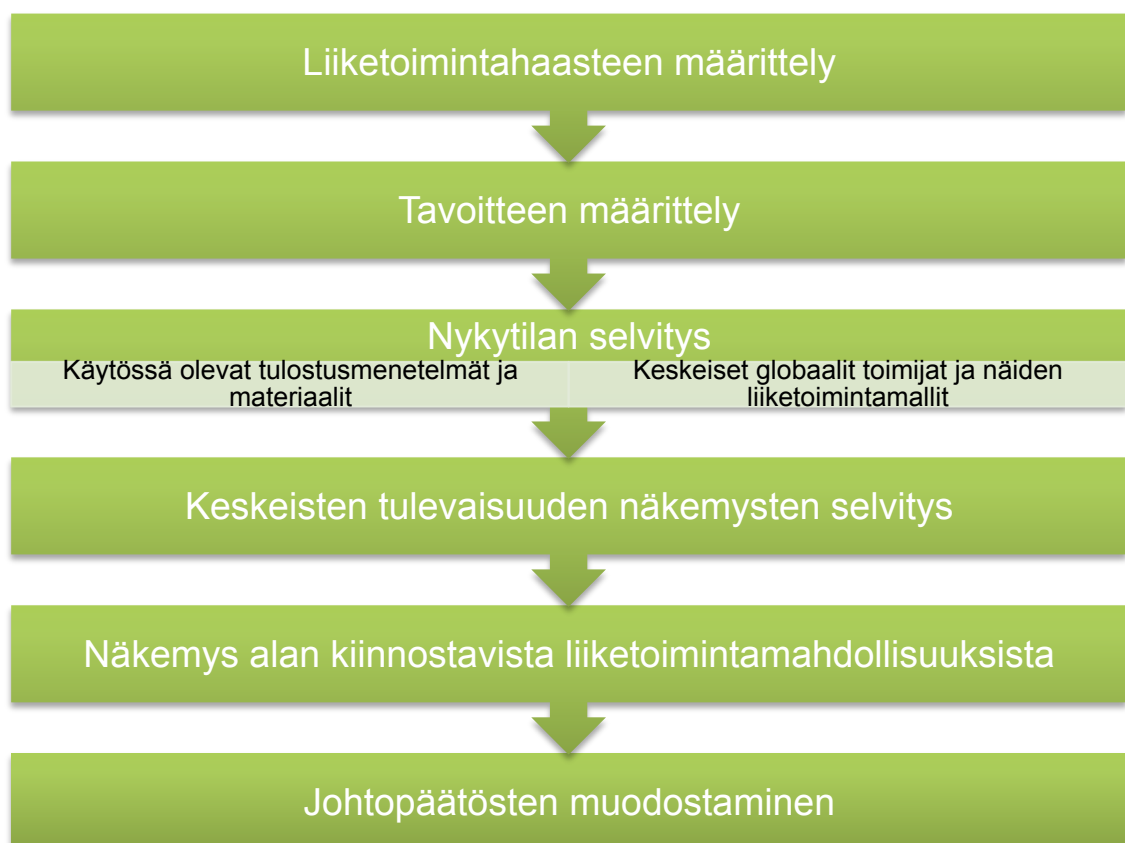 Liiketoimintahaasteen määrittely
Tavoitteen määrittely
Nykytilan selvitys
Käytössä olevat tulostusmenetelmät ja
materiaalit
Keskeiset globaalit toimijat ja näiden
liiketoimintamallit
Keskeisten tulevaisuuden näkemysten selvitys
Näkemys alan kiinnostavista liiketoimintamahdollisuuksista
Johtopäätösten muodostaminen